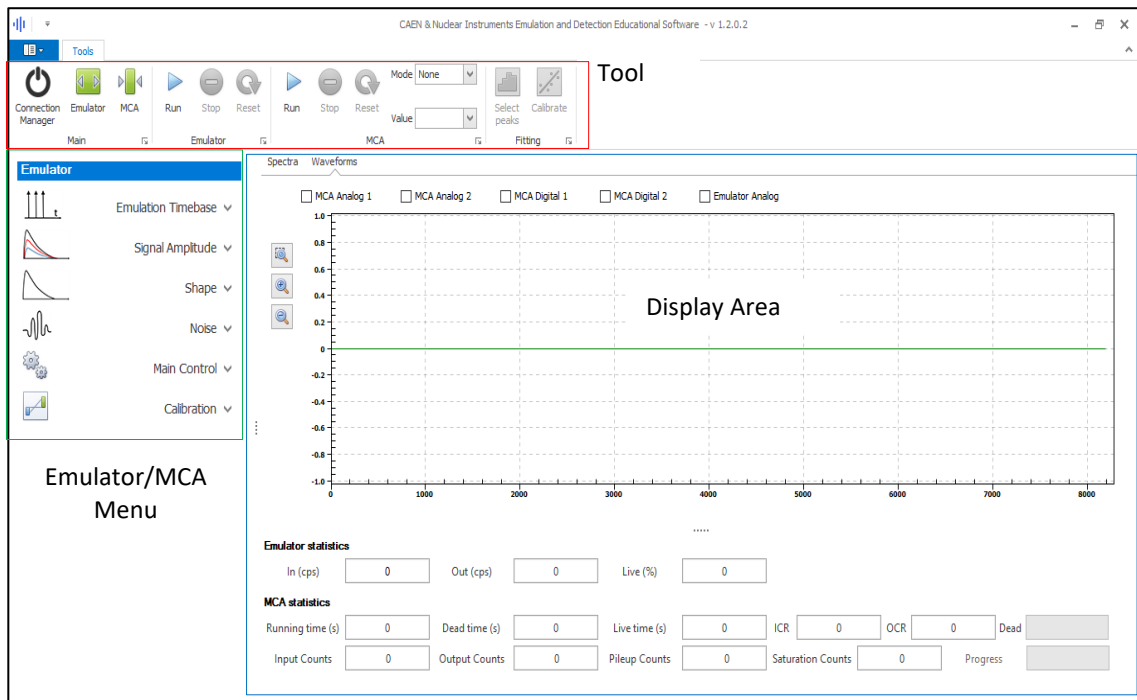 CAEN & Nuclear Instruments Emulation and Detection Educational Software - v 1.2.0.2
Tools
Tool
Mode None
Connection Manager Emulator MCA Run Stop Reset Run Stop Reset Value Select peaks Calibrate
Main Emulator MCA Fitting
Emulator
t
Emulation Timebase
Signal Amplitude
Shape
Noise
Main Control
Calibration
Emulator/MCA
Menu
Spectra Waveforms
MCA Analog 1 MCA Analog 2 MCA Digital 1 MCA Digital 2 Emulator Analog
1.0
0.8
0.6
0.4
0.2
0
-0.2
-0.4
-0.6
-0.8
-1.0
0 1000 2000 3000 4000 5000 6000 7000 8000
Display Area
Emulator statistics
In (cps) 0 Out (cps) 0 Live (%) 0
MCA statistics
Running time (s) 0 Dead time (s) 0 Live time (s) 0 ICR 0 OCR 0 Dead
Input Counts 0 Output Counts 0 Pileup Counts 0 Saturation Counts 0 Progress